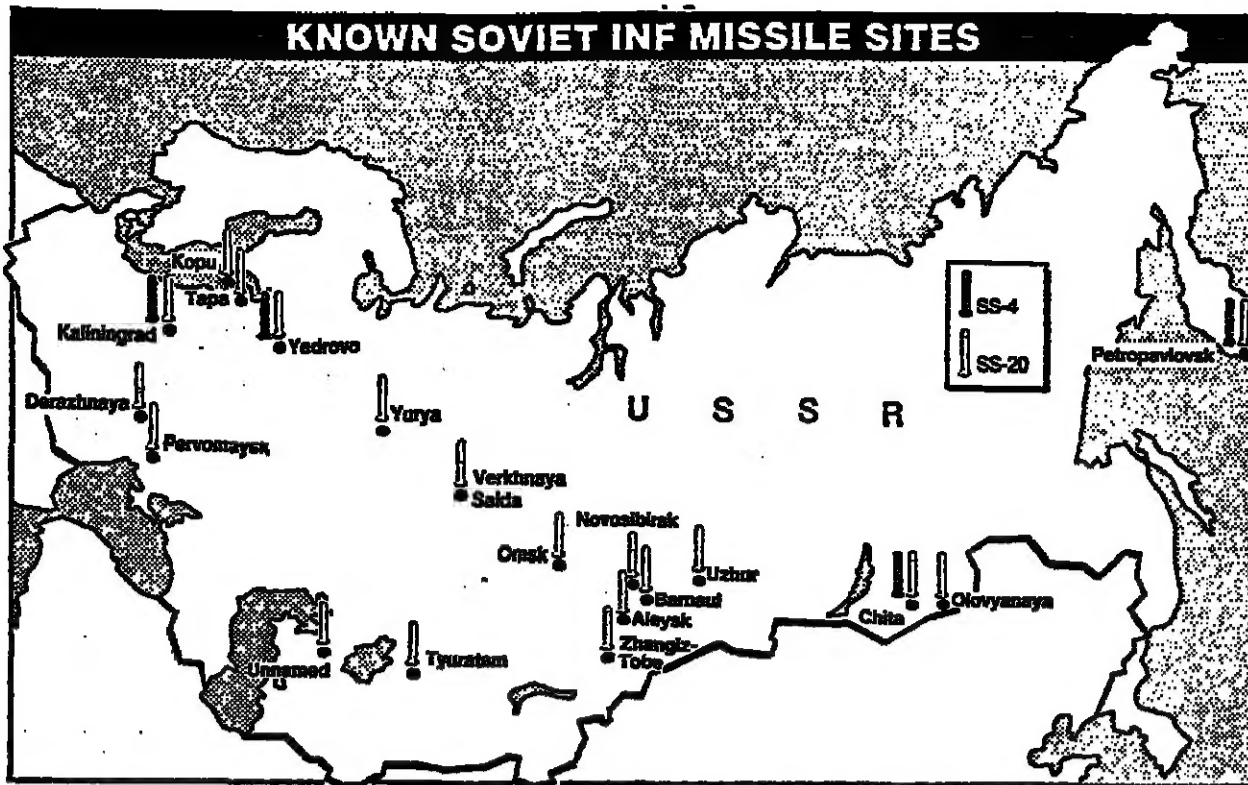 KNOWN SOVIET INF MISSILE SITES
Kopu
Tapa
Kaliningrad
Yedrovo
SS-4
SS-20
Petropavlovsk
Derazhnaya
Yurya
U S S R
Pervomaysk
Verkhnaya
Salda
Novosibirsk
Omsk
Uzhur
Barnaul
Aleysk
Chita
Olovyanaya
Zhangiz-
Tobe
Unnamed
Tyuratam